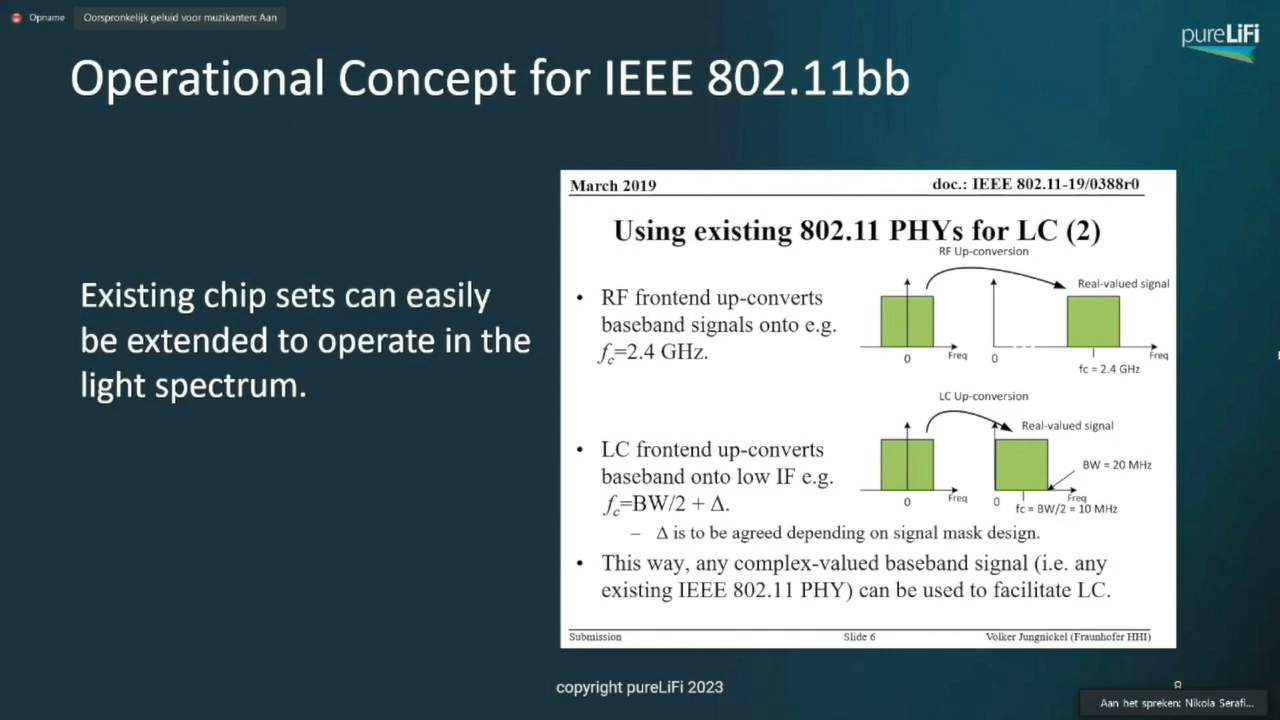 Opname
Oorspronkelijk geluid voor muzikanten: Aan
pureLiFi
Operational Concept for IEEE 802.11bb
Existing chip sets can easily
be extended to operate in the
light spectrum.
March 2019
doc.: IEEE 802.11-19/0388r0
Using existing 802.11 PHYs for LC (2)
RF Up-conversion
Real-valued signal
• RF frontend up-converts
baseband signals onto e.g.
fc=2.4 GHz.
0
Freq
0
Freq
fc = 2.4 GHz
LC Up-conversion
Real-valued signal
• LC frontend up-converts
baseband onto low IF e.g.
fc=BW/2 + Δ.
BW = 20 MHz
0
Freq
0
Freq
fc = BW/2 = 10 MHz
– Δ is to be agreed depending on signal mask design.
• This way, any complex-valued baseband signal (i.e. any
existing IEEE 802.11 PHY) can be used to facilitate LC.
Submission
Slide 6
Volker Jungnickel (Fraunhofer HHI)
copyright pureLiFi 2023
Aan het spreken: Nikola Serafi...